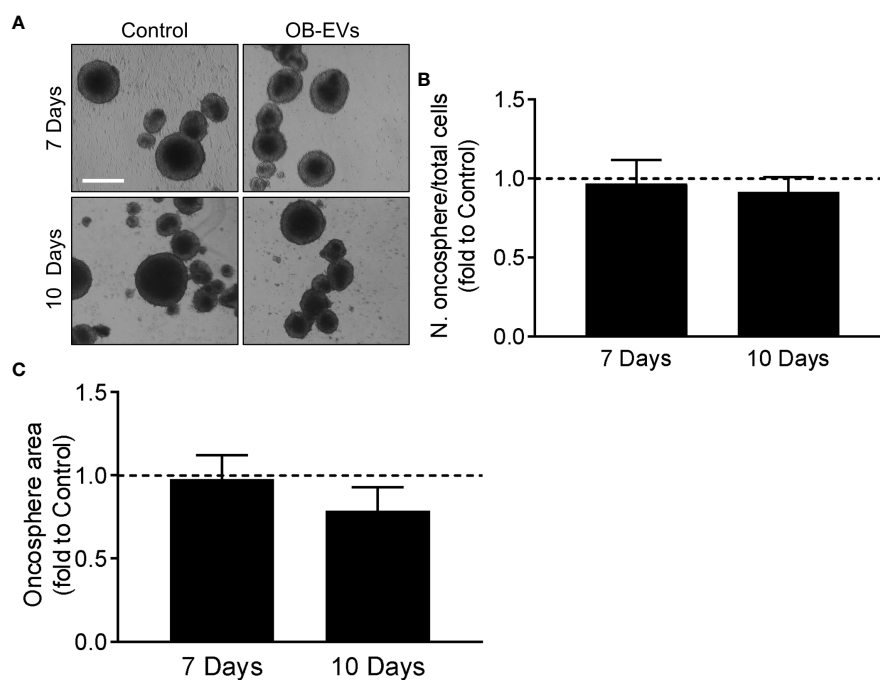 A
Control
OB-EVs
7 Days
10 Days
B
N. oncosphere/total cells
(fold to Control)
1.5
1.0
0.5
0.0
7 Days
10 Days
C
Oncosphere area
(fold to Control)
1.5
1.0
0.5
0.0
7 Days
10 Days